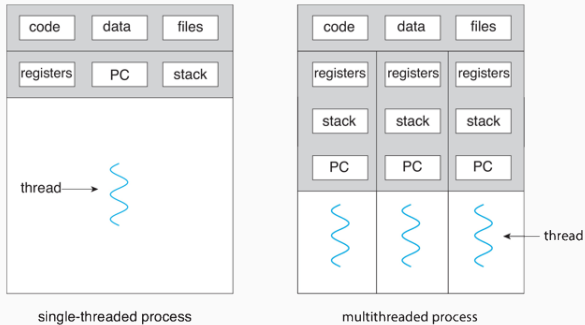 code data files
registers PC stack
thread
single-threaded process
code data files
registers registers registers
stack stack stack
PC PC PC
thread
multithreaded process